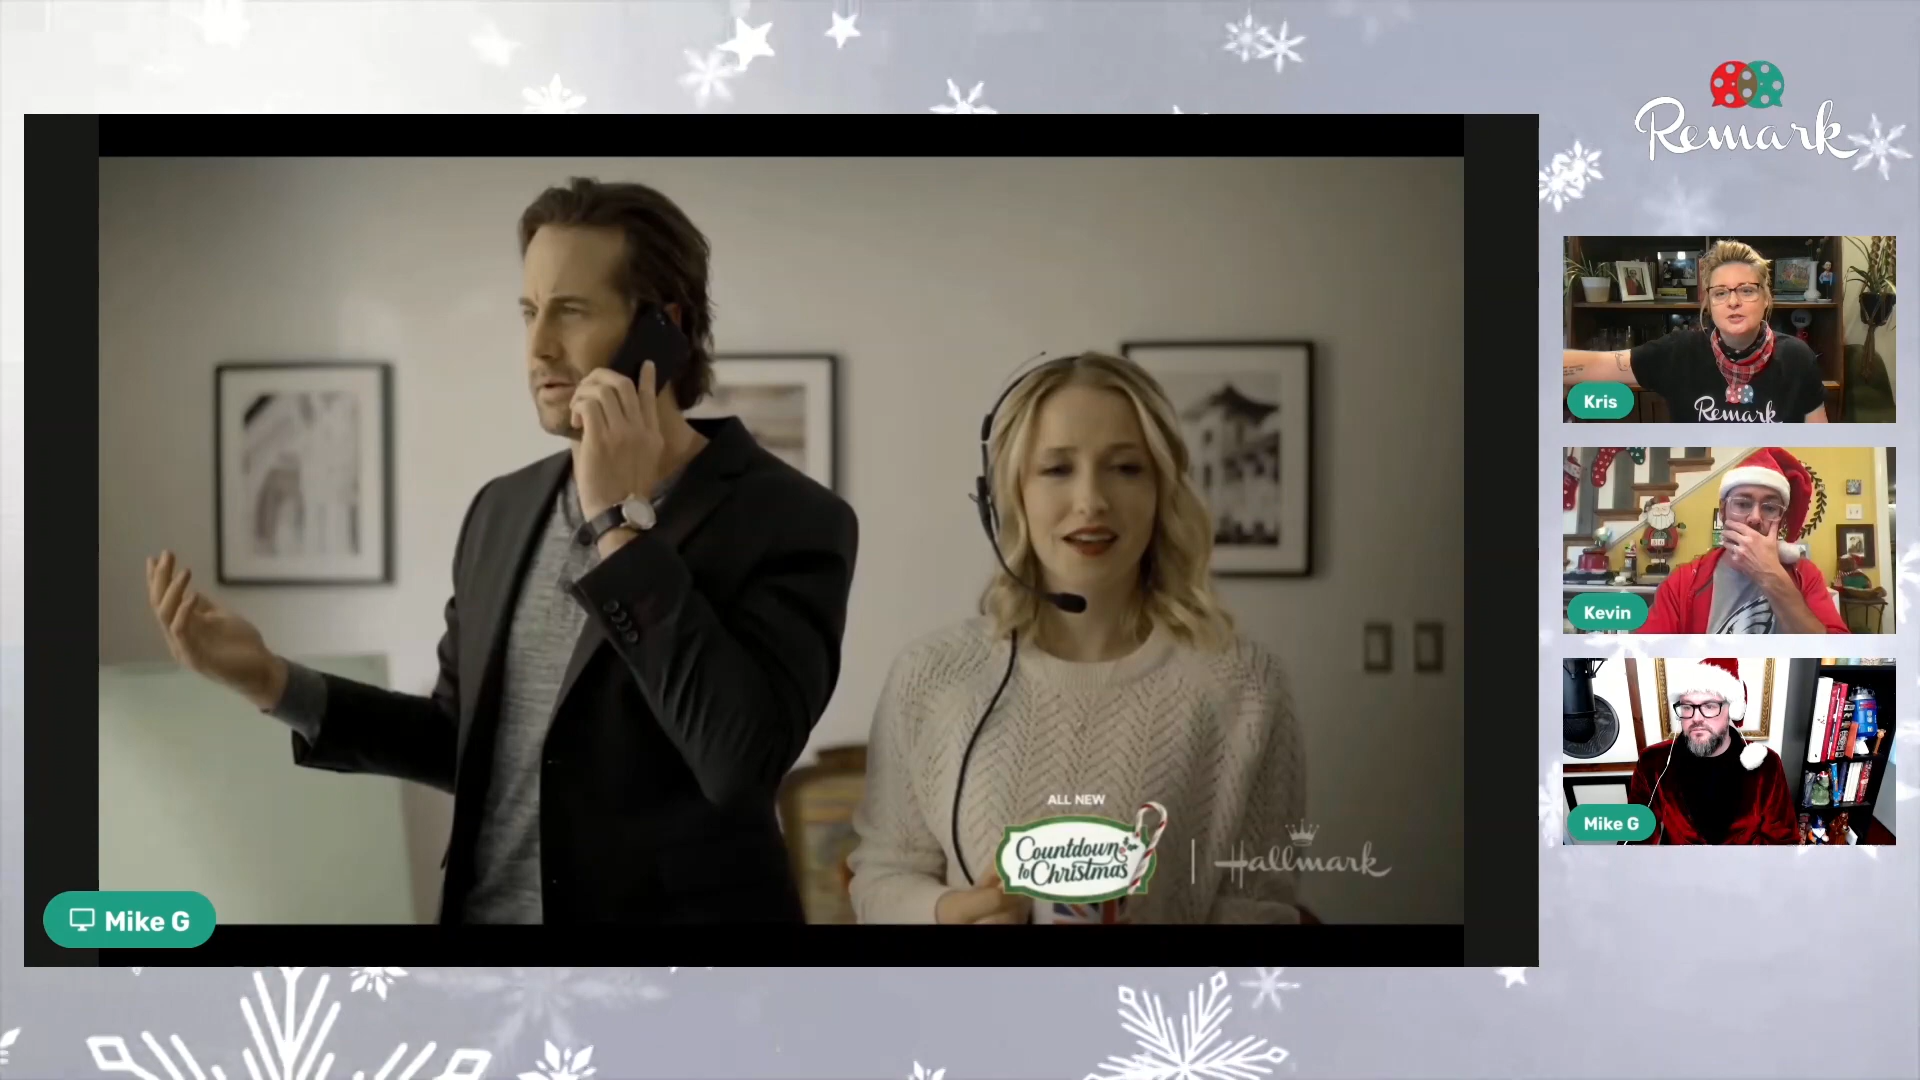 Remark
Kris
Remark
Kevin
Mike G
ALL NEW
Countdown
to Christmas
Hallmark
Mike G